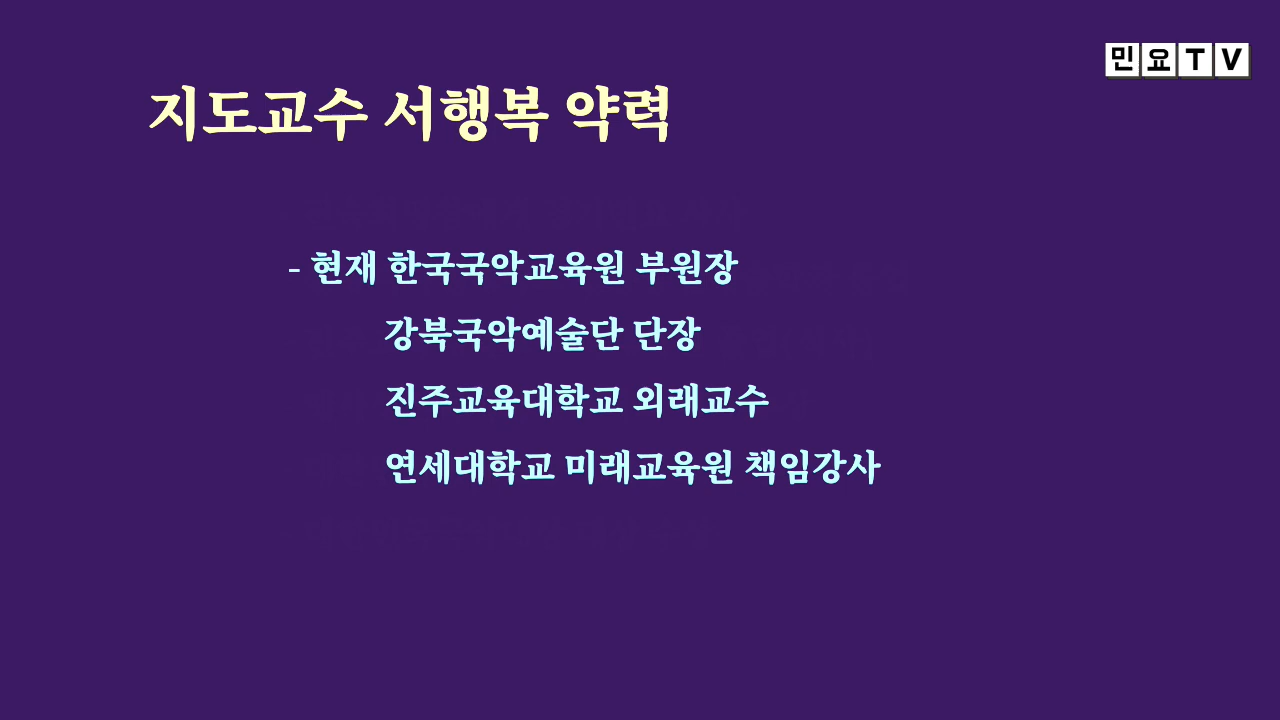 민요TV
지도교수 서행복 약력
- 현재 한국국악교육원 부원장
강북국악예술단 단장
진주교육대학교 외래교수
연세대학교 미래교육원 책임강사